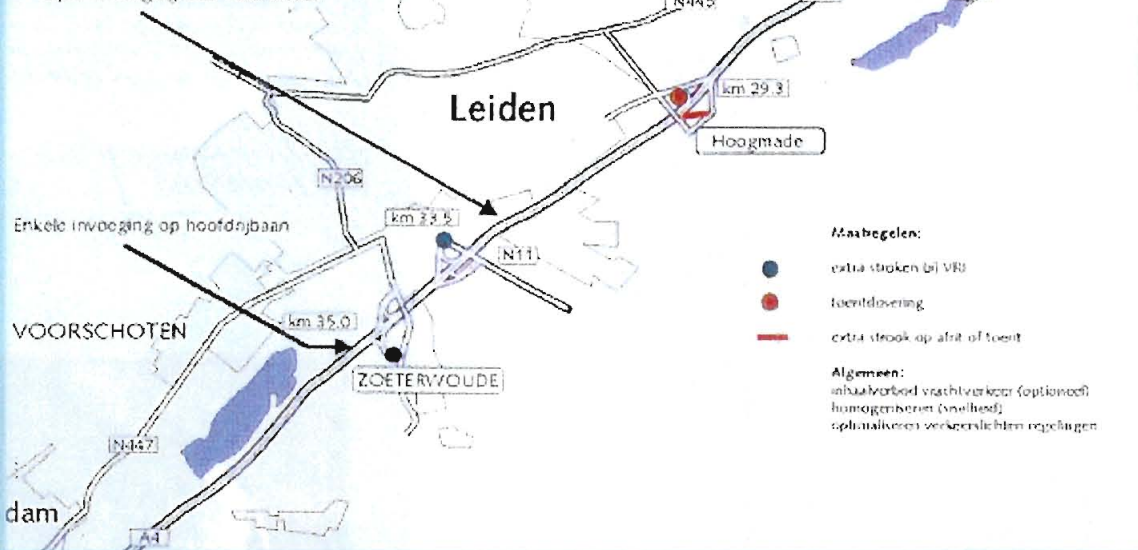 N445
km 29.3
Leiden
Hoogmade
N206
km 33.5
Enkele invoeging op hoofdrijbaan
N11
Maatregelen:
extra stroken bij VRI
toeritdosering
VOORSCHOTEN
km 35.0
extra strook op afrit of toerit
ZOETERWOUDE
Algemeen:
inhaalverbod vrachtverkeer (optioneel)
homogeniseren (snelheid)
optimaliseren verkeerslichten regelingen
N447
dam
A4